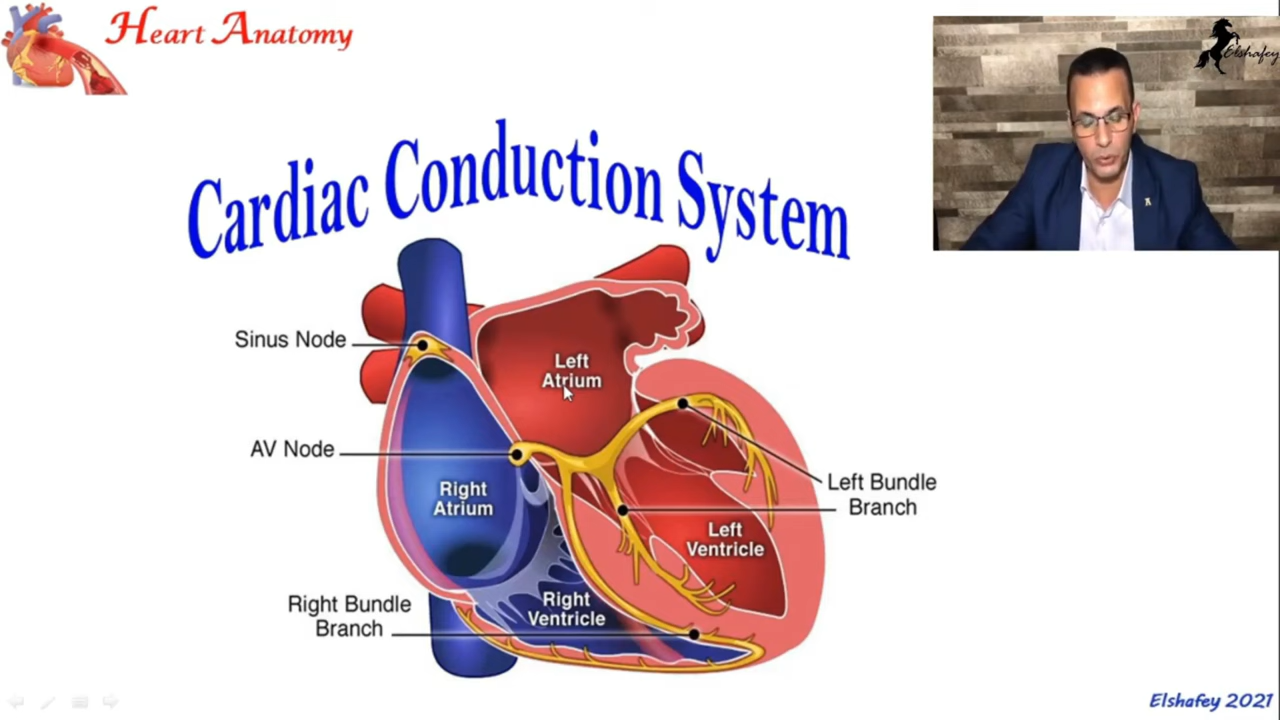 Heart Anatomy
Elshafey
Cardiac Conduction System
Sinus Node
Left
Atrium
AV Node
Right
Atrium
Left Bundle
Branch
Left
Ventricle
Right Bundle
Branch
Right
Ventricle
Elshafey 2021